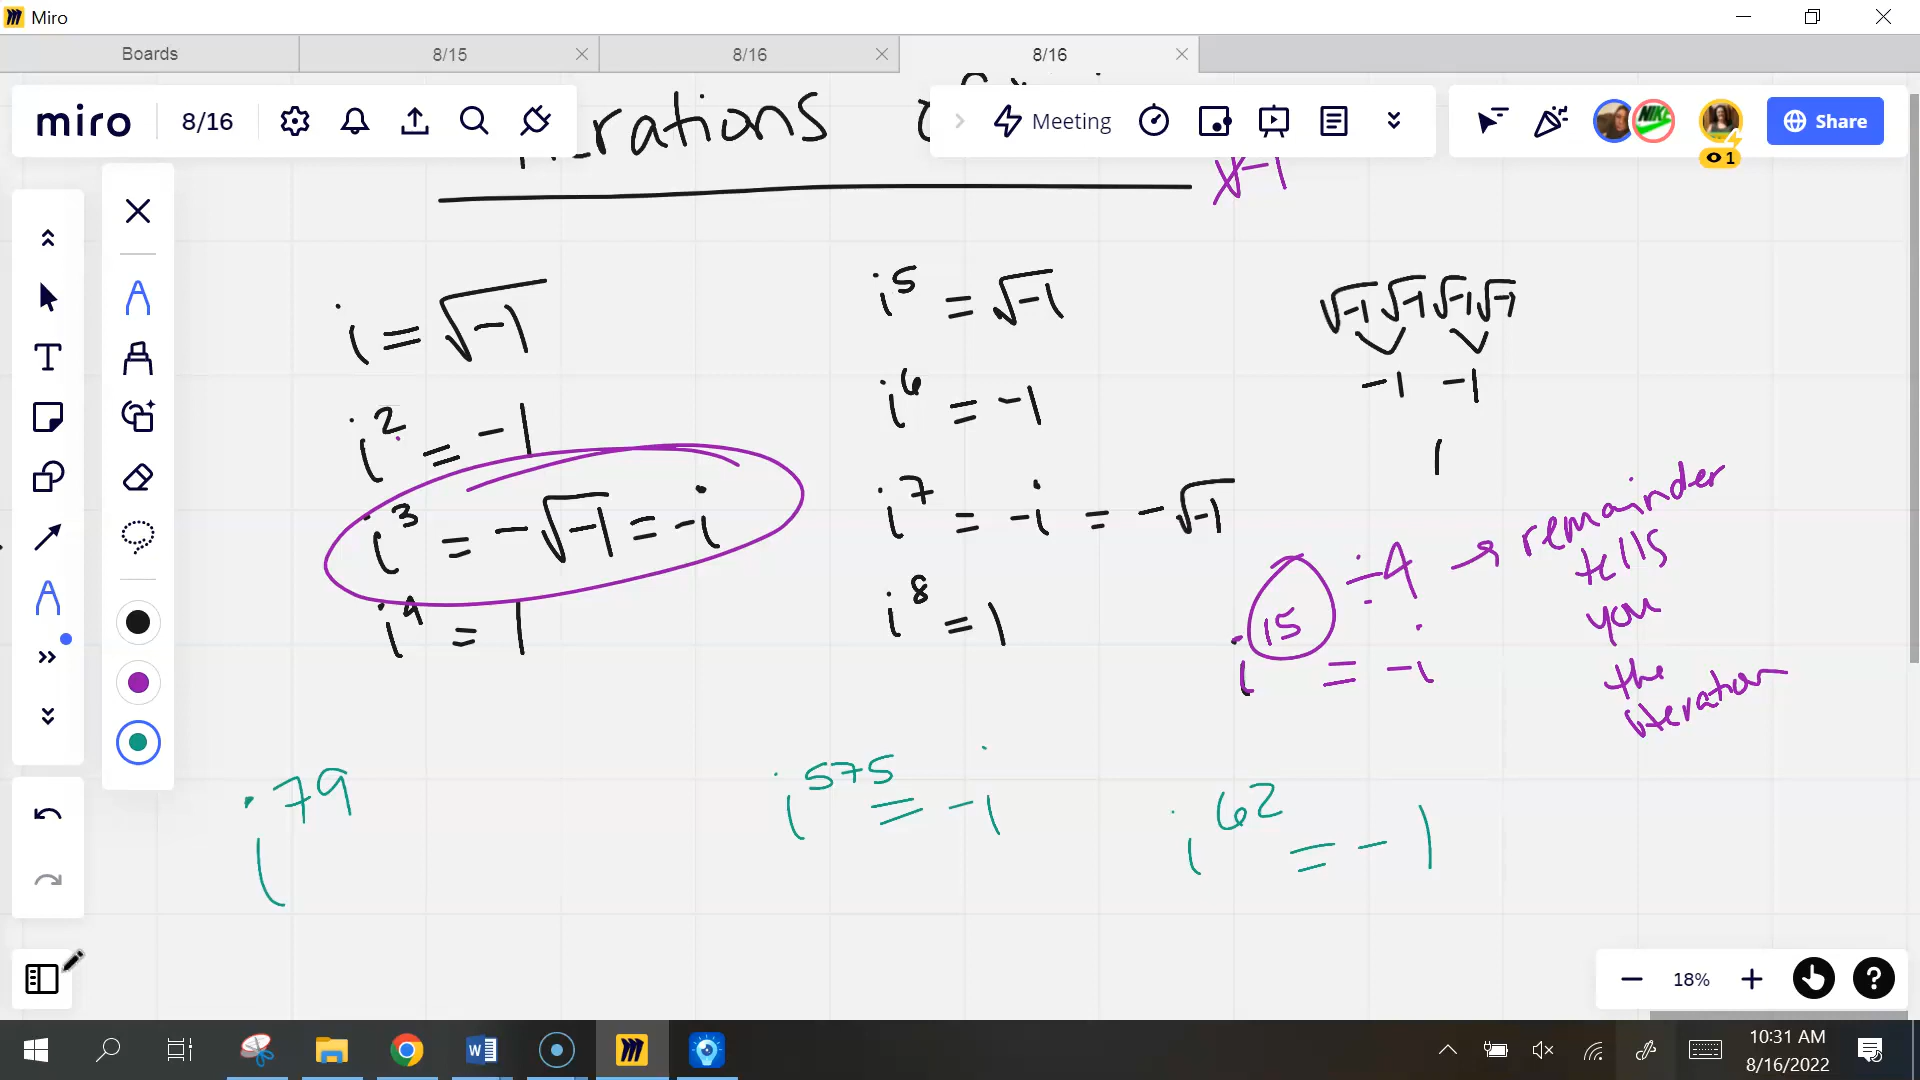 Miro
Boards
8/15
8/16
8/16
miro
8/16
Meeting
Share
1
√-1
i = √-1
i² = -1
i³ = -√-1 = -i
i⁴ = 1
i⁵ = √-1
i⁶ = -1
i⁷ = -i = -√-1
i⁸ = 1
√-1 √-1 √-1 √-1
-1 -1
1
i¹⁵ = -i
÷4 → remainder
tells
you
the
iteration
i⁷⁹
i⁵⁷⁵ = -i
i⁶² = -1
18%
10:31 AM
8/16/2022